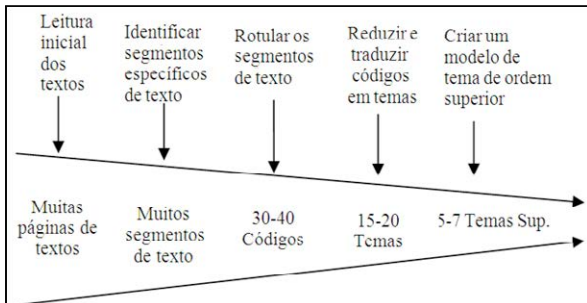 Leitura
inicial
dos
textos
Identificar
segmentos
específicos
de texto
Rotular os
segmentos
de texto
Reduzir e
traduzir
códigos
em temas
Criar um
modelo de
tema de ordem
superior
Muitas
páginas de
textos
Muitos
segmentos
de texto
30-40
Códigos
15-20
Temas
5-7 Temas Sup.